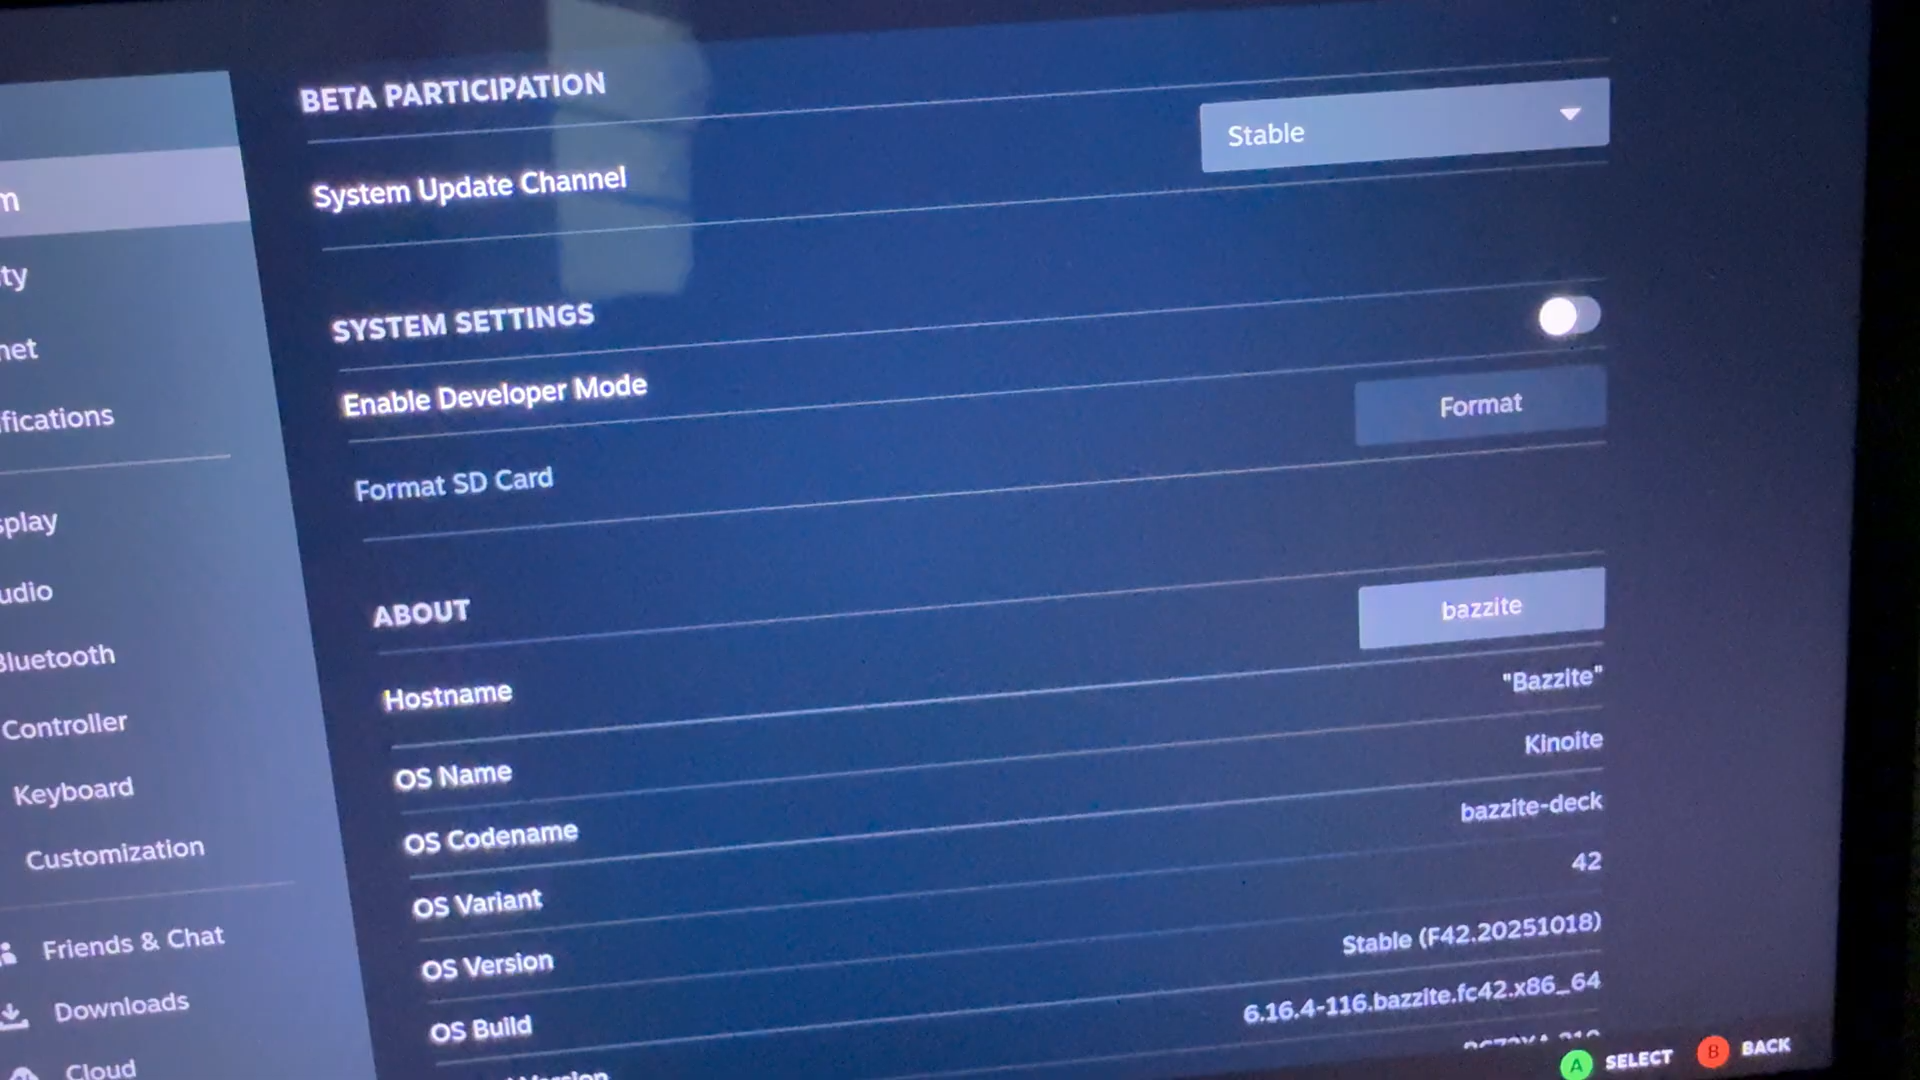 BETA PARTICIPATION
System Update Channel
Stable
SYSTEM SETTINGS
Enable Developer Mode
Format SD Card
Format
ABOUT
Hostname
bazzite
OS Name
"Bazzite"
OS Codename
Kinoite
OS Variant
bazzite-deck
OS Version
42
OS Build
Stable (F42.20251018)
6.16.4-116.bazzite.fc42.x86_64
m
ty
net
fications
splay
udio
Bluetooth
Controller
Keyboard
Customization
Friends & Chat
Downloads
Cloud
A SELECT
B BACK